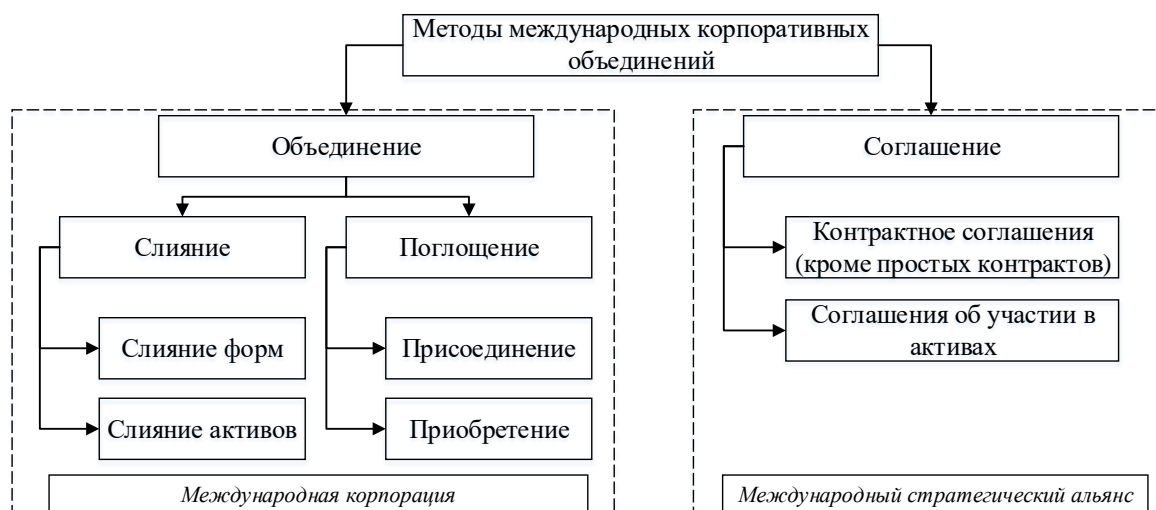 Методы международных корпоративных
объединений
Объединение
Соглашение
Слияние
Поглощение
Контрактное соглашения
(кроме простых контрактов)
Слияние форм
Присоединение
Соглашения об участии в
активах
Слияние активов
Приобретение
Международная корпорация
Международный стратегический альянс